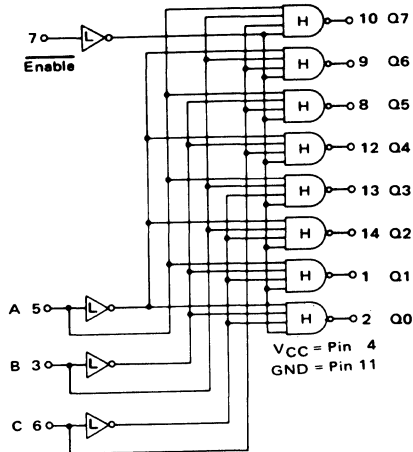 H 10 Q7
7 L
Enable
H 9 Q6
H 8 Q5
H 12 Q4
H 13 Q3
H 14 Q2
H 1 Q1
A 5 L
H 2 Q0
VCC = Pin 4
B 3 L
GND = Pin 11
C 6 L